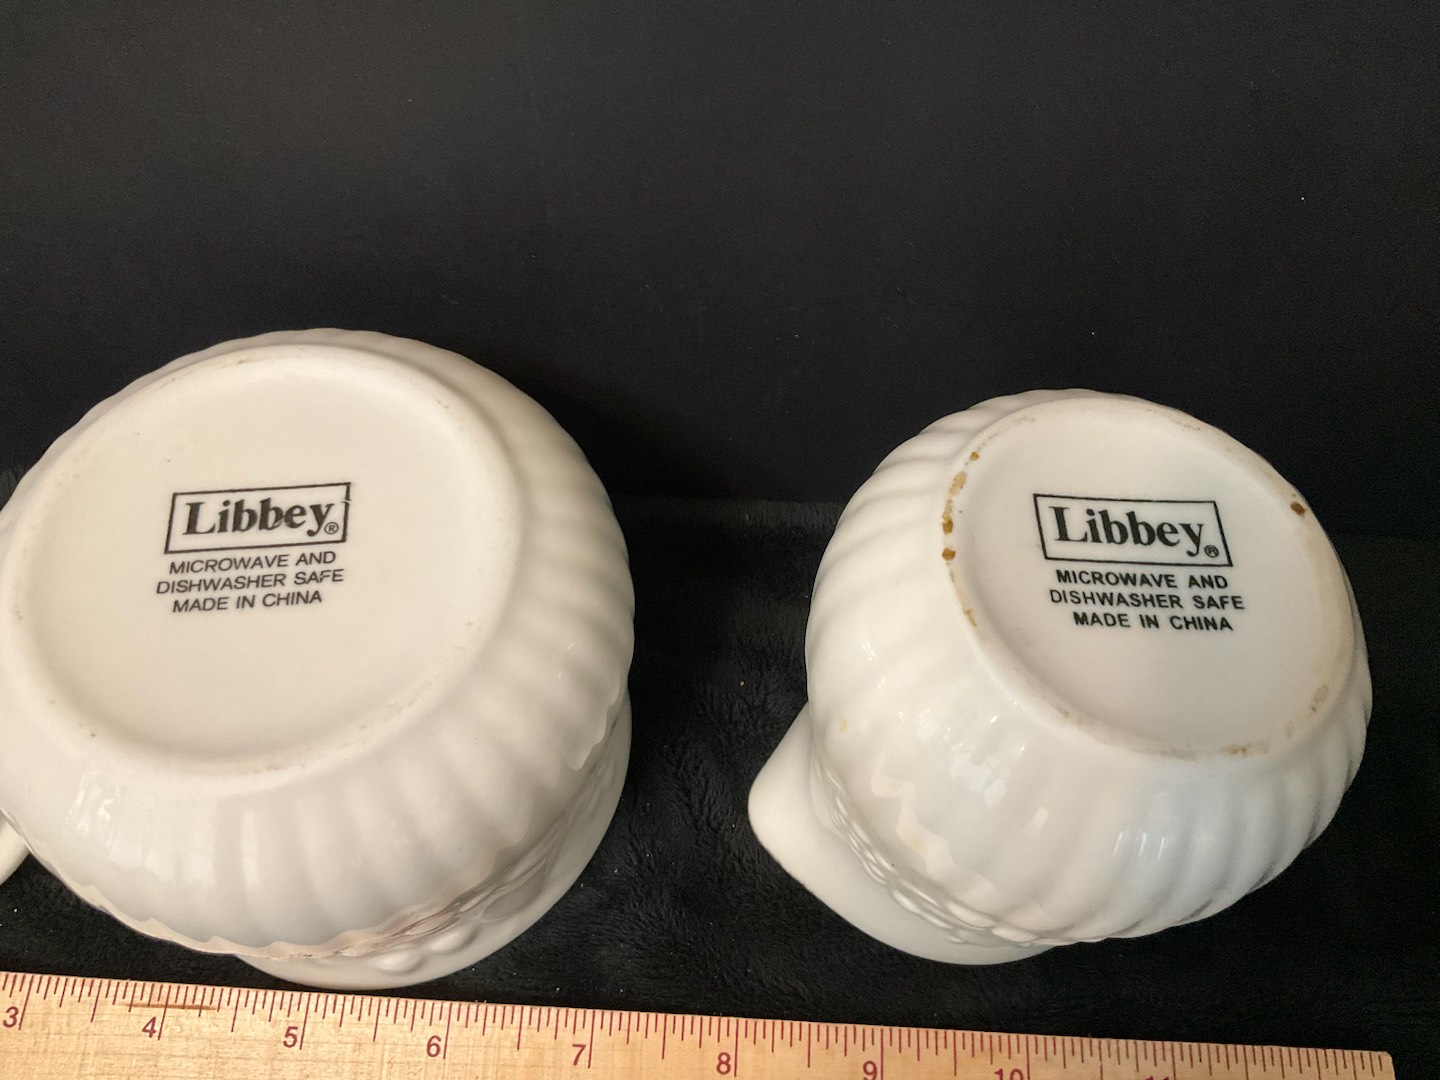 Libbey®
MICROWAVE AND
DISHWASHER SAFE
MADE IN CHINA
Libbey®
MICROWAVE AND
DISHWASHER SAFE
MADE IN CHINA
3 4 5 6 7 8 9 10